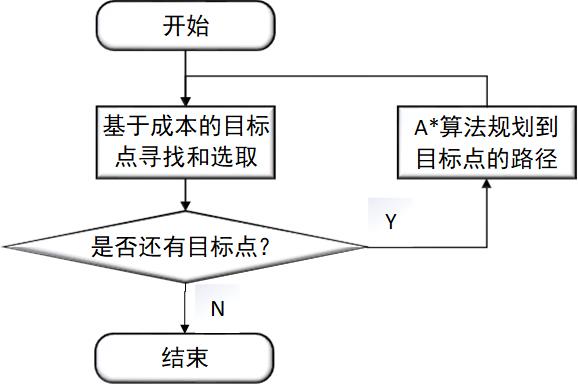 开始
基于成本的目标
点寻找和选取
A*算法规划到
目标点的路径
是否还有目标点?
Y
N
结束